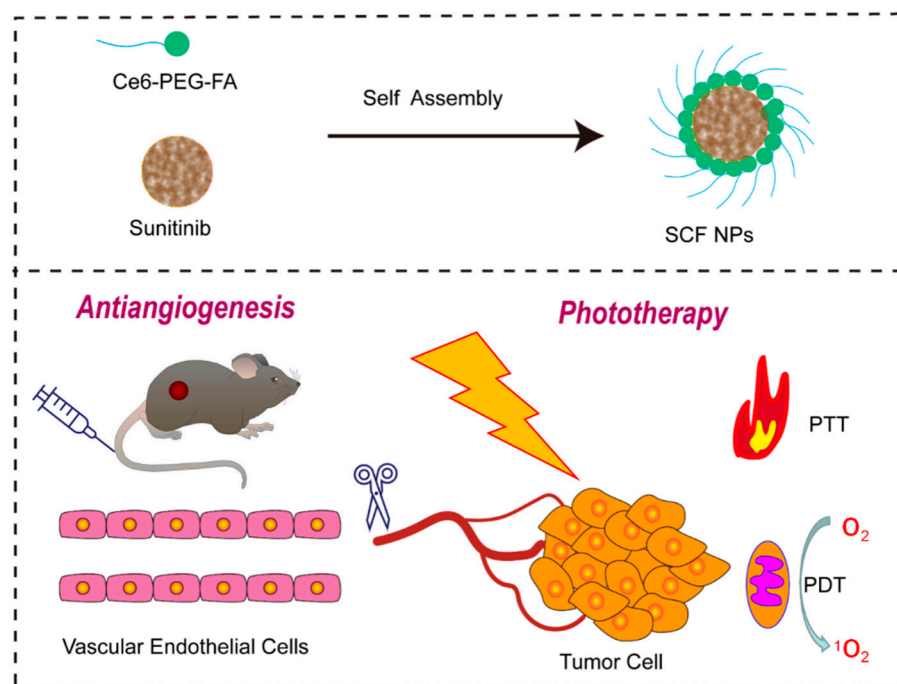 Ce6-PEG-FA
Self Assembly
Sunitinib
SCF NPs
Antiangiogenesis
Phototherapy
PTT
O₂
PDT
¹O₂
Vascular Endothelial Cells
Tumor Cell